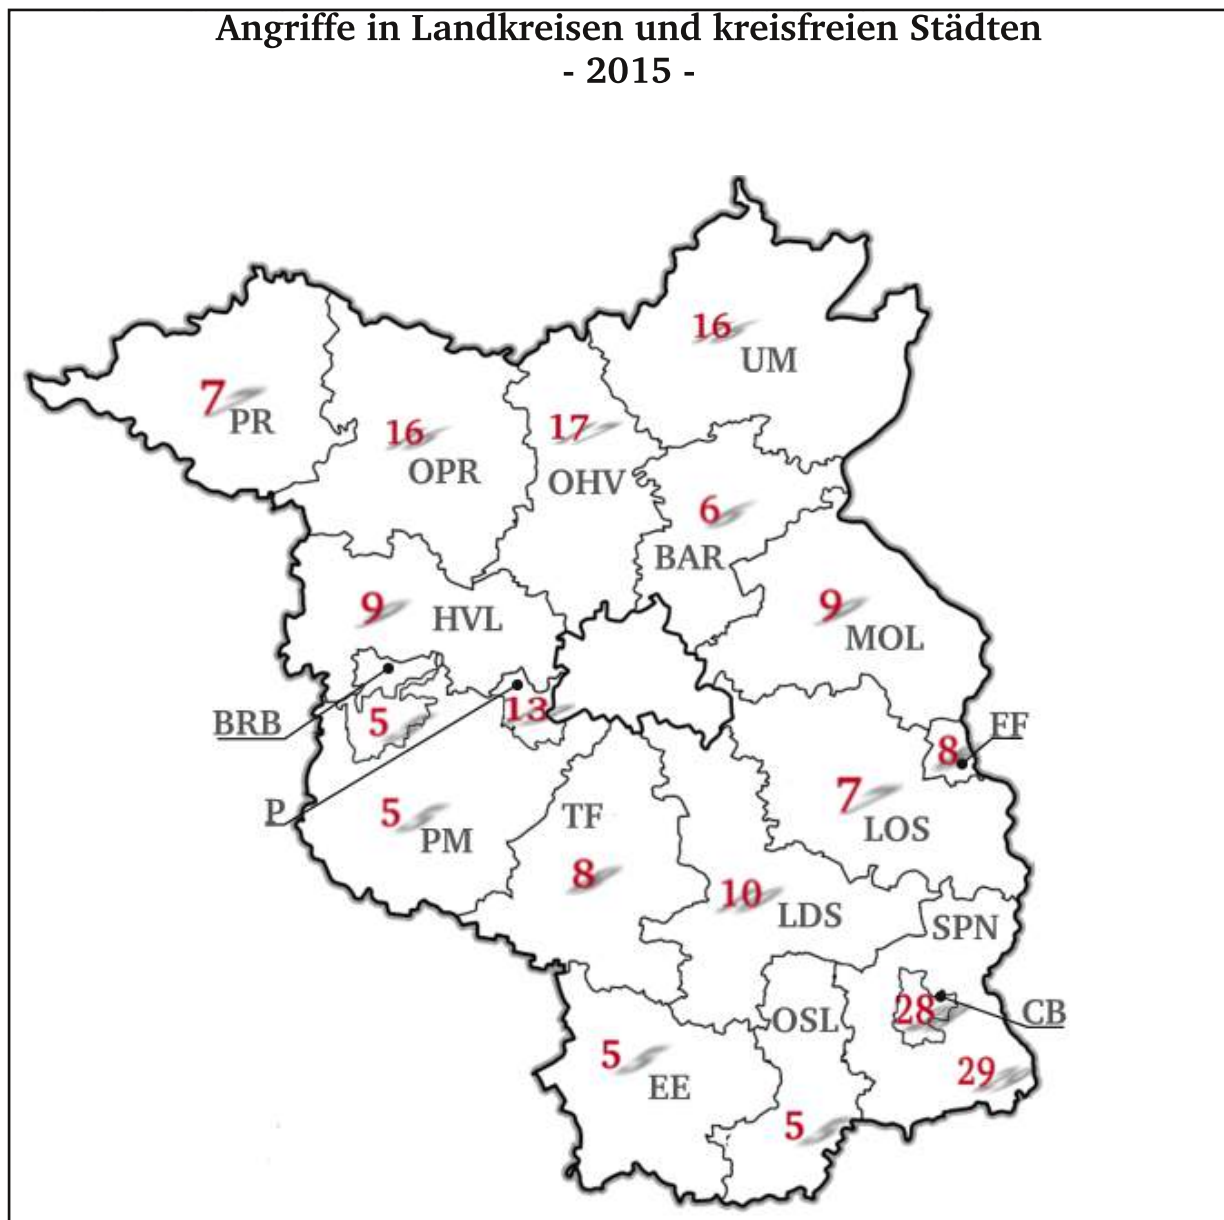 Angriffe in Landkreisen und kreisfreien Städten
- 2015 -
16
UM
7
PR
16
OPR
17
OHV
6
BAR
9
HVL
9
MOL
BRB
5
13
FF
8
P
5
PM
TF
8
7
LOS
10
LDS
SPN
28
OSL
CB
5
EE
29
5